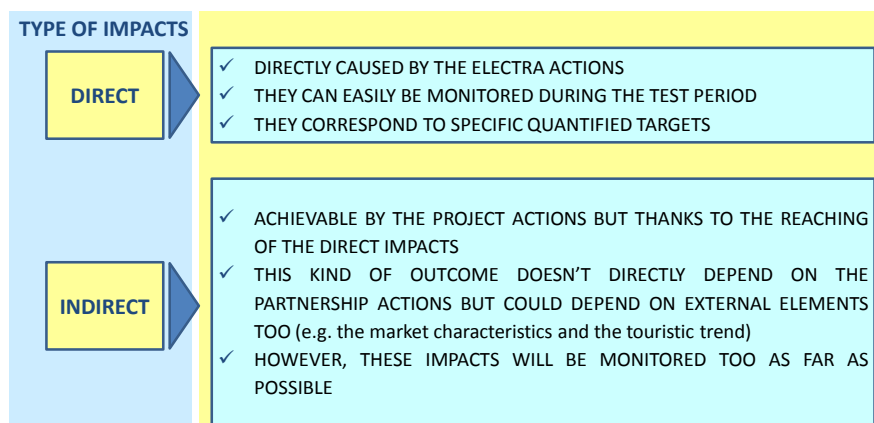 TYPE OF IMPACTS
DIRECT
✓ DIRECTLY CAUSED BY THE ELECTRA ACTIONS
✓ THEY CAN EASILY BE MONITORED DURING THE TEST PERIOD
✓ THEY CORRESPOND TO SPECIFIC QUANTIFIED TARGETS
INDIRECT
✓ ACHIEVABLE BY THE PROJECT ACTIONS BUT THANKS TO THE REACHING
OF THE DIRECT IMPACTS
✓ THIS KIND OF OUTCOME DOESN'T DIRECTLY DEPEND ON THE
PARTNERSHIP ACTIONS BUT COULD DEPEND ON EXTERNAL ELEMENTS
TOO (e.g. the market characteristics and the touristic trend)
✓ HOWEVER, THESE IMPACTS WILL BE MONITORED TOO AS FAR AS
POSSIBLE